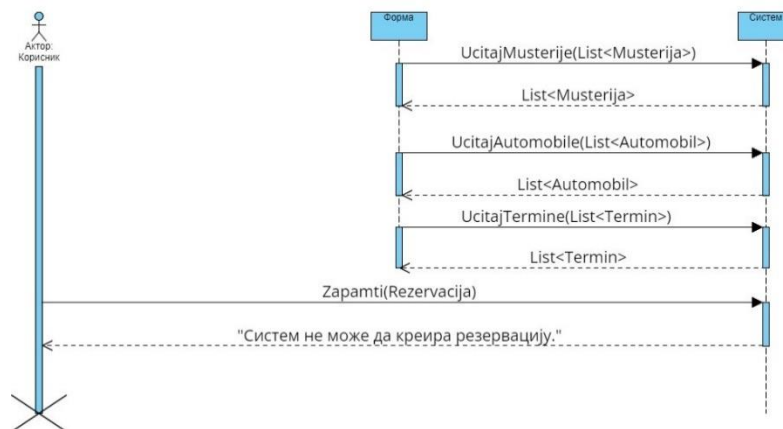 Форма
Систем
Актор:
Корисник
UcitajMusterije(List<Musterija>)
List<Musterija>
UcitajAutomobile(List<Automobil>)
List<Automobil>
UcitajTermine(List<Termin>)
List<Termin>
Zapamti(Rezervacija)
"Систем не може да креира резервацију."